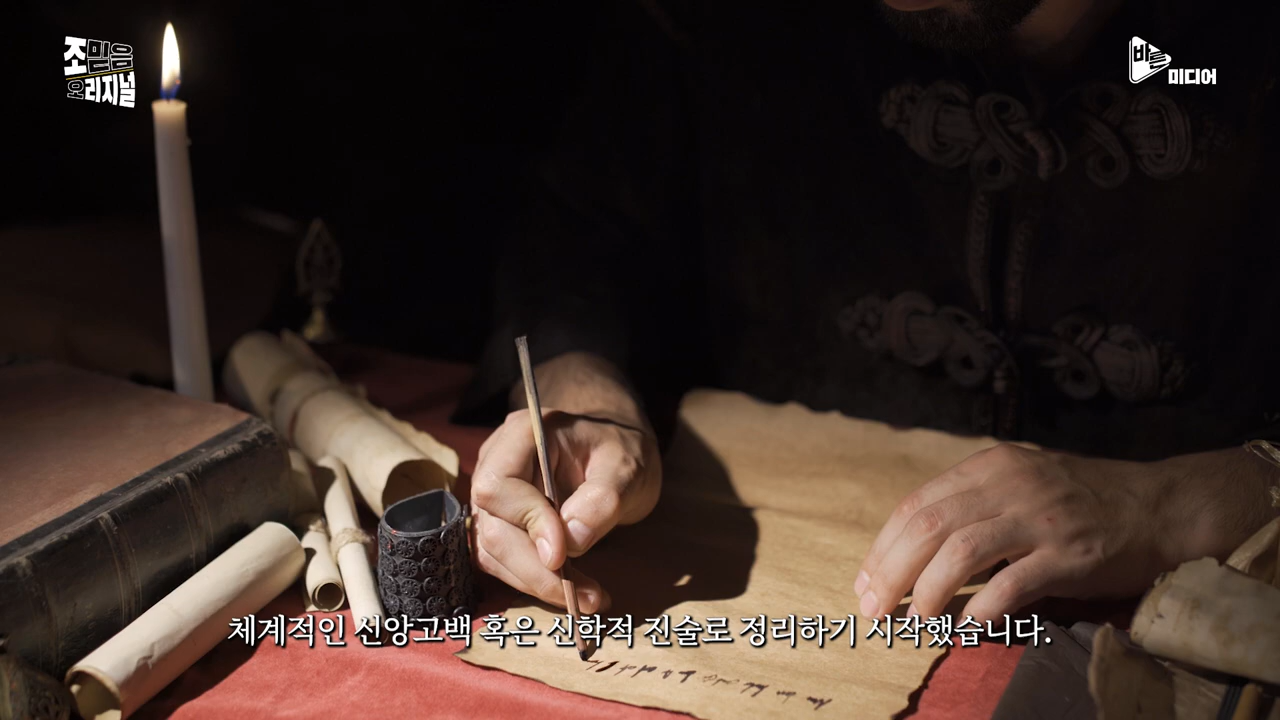 조믿음
오리지널
바른
미디어
체계적인 신앙고백 혹은 신학적 진술로 정리하기 시작했습니다.